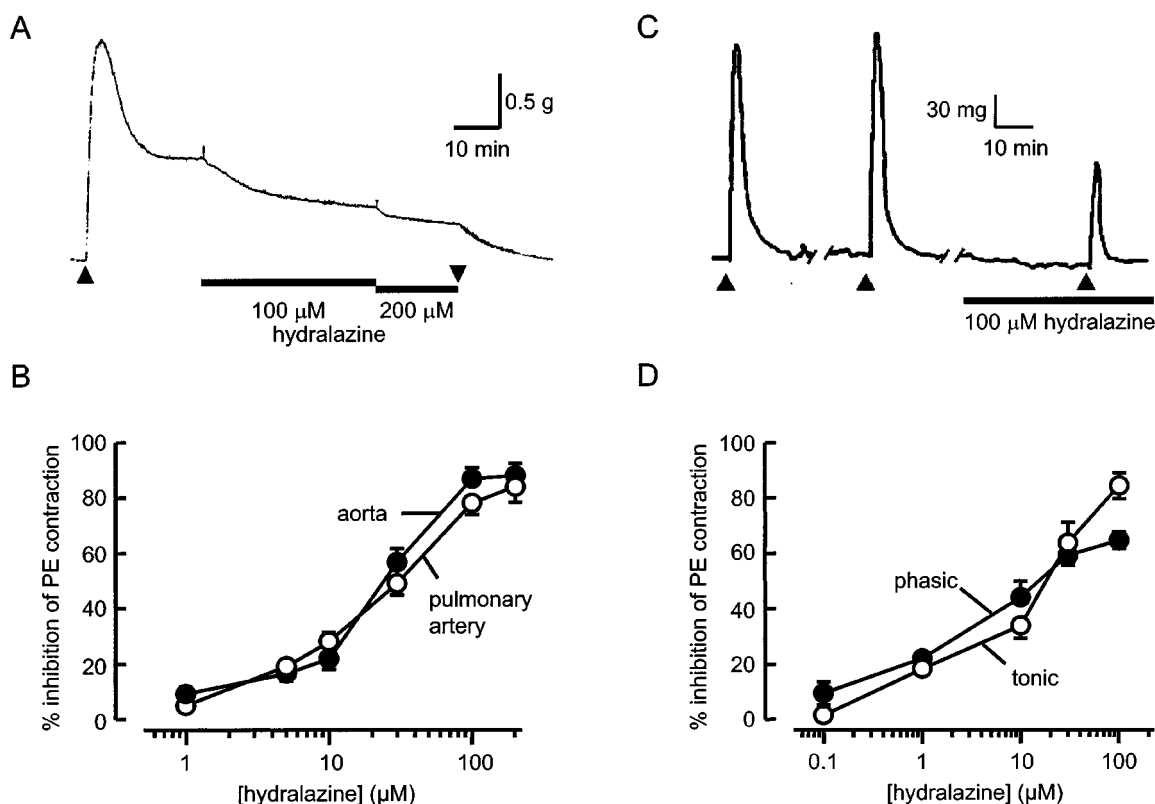 A
0.5 g
10 min
100 µM
200 µM
hydralazine
C
30 mg
10 min
100 µM hydralazine
B
% inhibition of PE contraction
100
80
60
40
20
0
aorta
pulmonary
artery
1
10
100
[hydralazine] (µM)
D
% inhibition of PE contraction
100
80
60
40
20
0
phasic
tonic
0.1
1
10
100
[hydralazine] (µM)